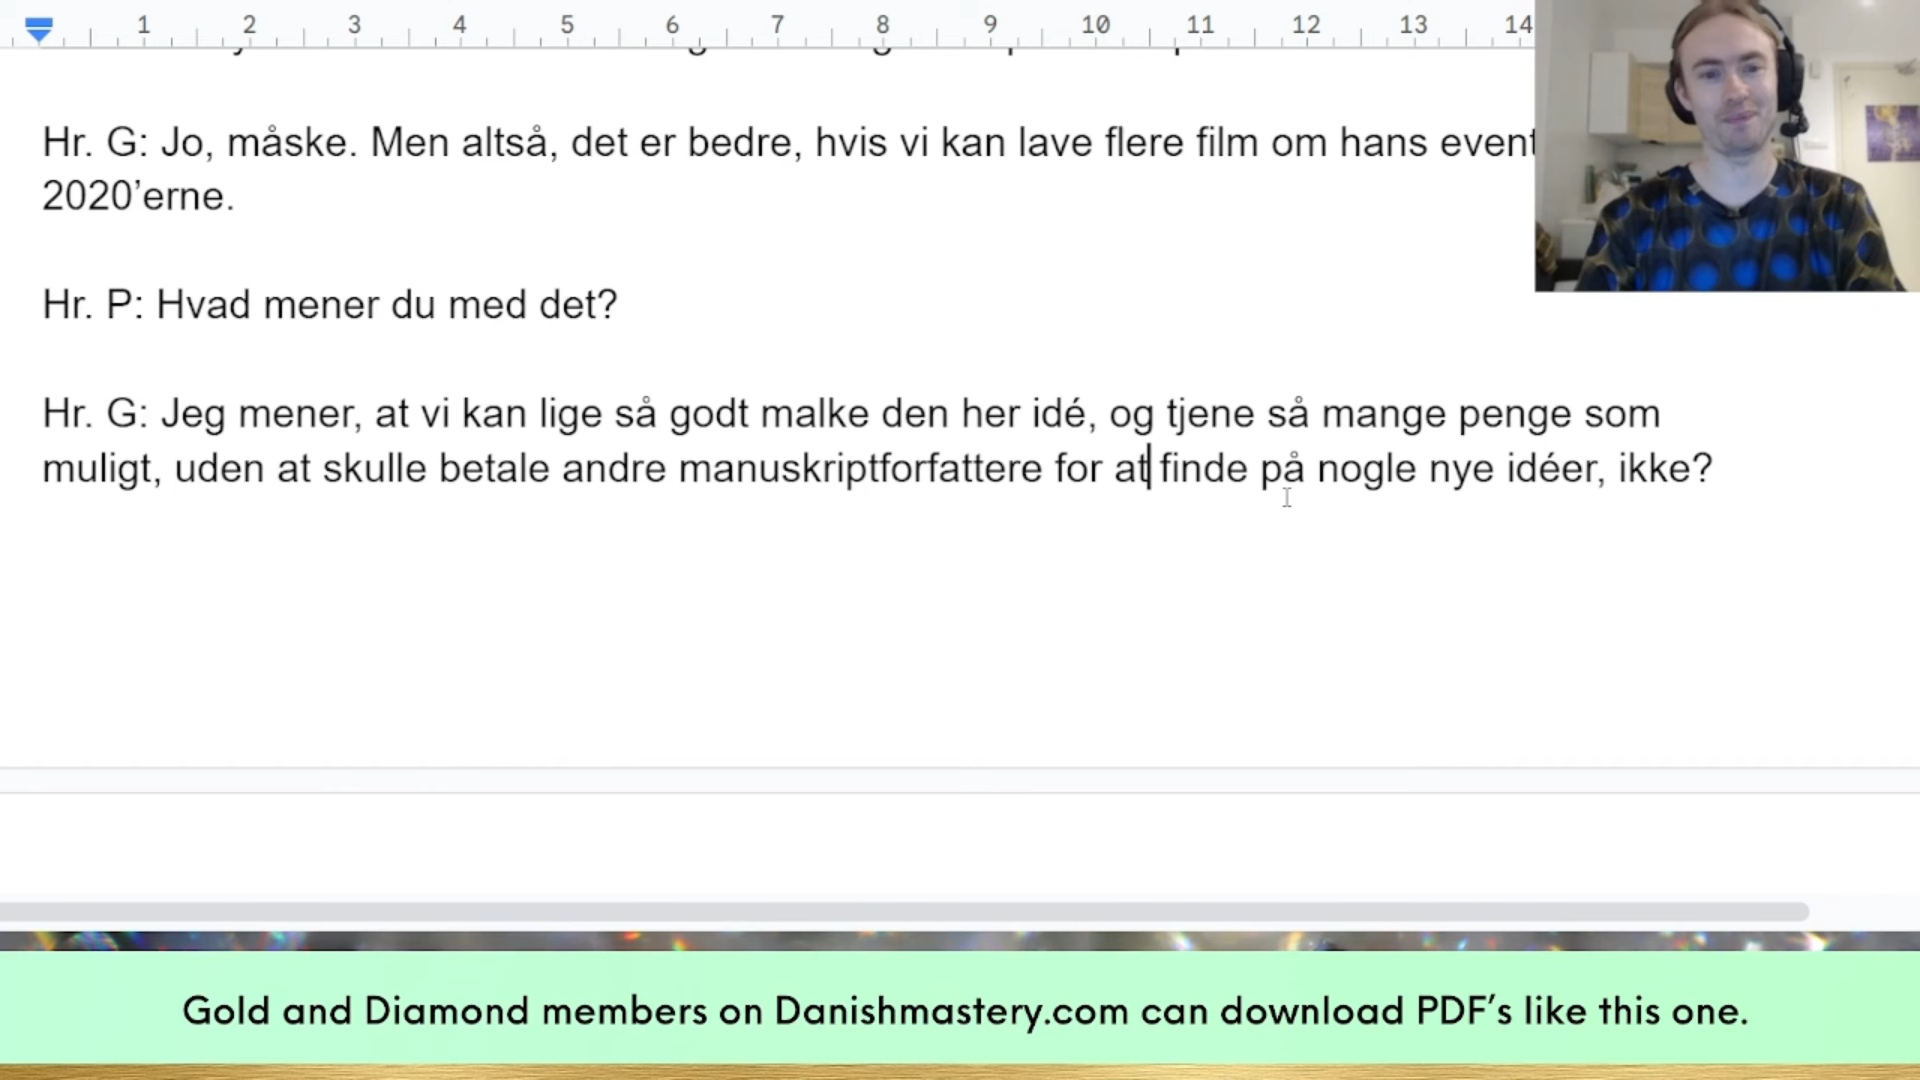 1 2 3 4 5 6 7 8 9 10 11 12 13 14
Hr. G: Jo, måske. Men altså, det er bedre, hvis vi kan lave flere film om hans event
2020’erne.
Hr. P: Hvad mener du med det?
Hr. G: Jeg mener, at vi kan lige så godt malke den her idé, og tjene så mange penge som
muligt, uden at skulle betale andre manuskriptforfattere for at finde på nogle nye idéer, ikke?
Gold and Diamond members on Danishmastery.com can download PDF’s like this one.